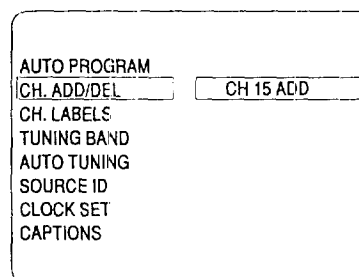 AUTO PROGRAM
CH. ADD/DEL CH 15 ADD
CH. LABELS
TUNING BAND
AUTO TUNING
SOURCE ID
CLOCK SET
CAPTIONS